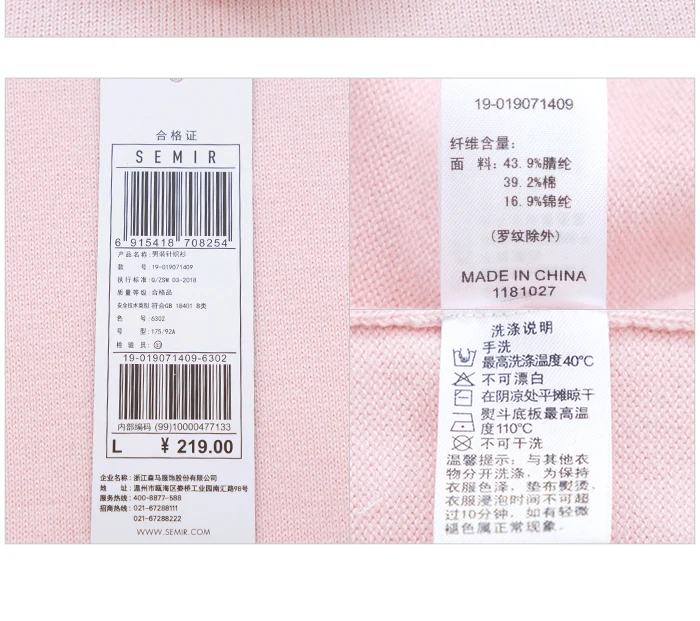 合格证
SEMIR
6 915418 708254
产品名称:男装针织衫
款 号:19-019071409
执行标准:Q/ZSM 03-2018
质量等级:合格品
安全技术类别:符合GB 18401 B类
色 号:6302
号 型:175/92A
检 验 员:
19-019071409-6302
内部编码 (99)10000477133
L ¥ 219.00
企业名称:浙江森马服饰股份有限公司
地 址:温州市瓯海区娄桥工业园南汇路98号
服务热线:400-8877-588
招商热线:021-67288111
021-67288222
WWW.SEMIR.COM
19-019071409
纤维含量:
面 料:43.9%腈纶
39.2%棉
16.9%锦纶
(罗纹除外)
MADE IN CHINA
1181027
洗涤说明
手洗
最高洗涤温度40°C
不可漂白
在阴凉处平摊晾干
熨斗底板最高温
度110°C
不可干洗
温馨提示:与其他衣
物分开洗涤,为保持
衣服色泽,垫布熨烫,
衣服浸泡时间不可超
过10分钟,如有轻微
褪色属正常现象.